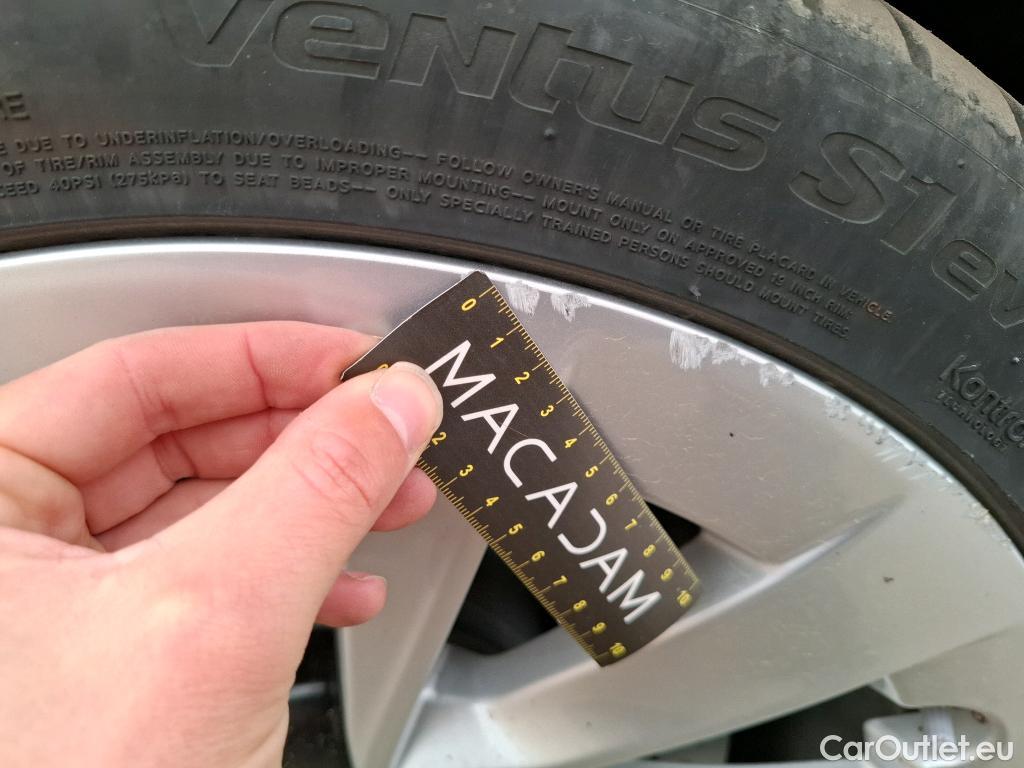 ventus S1 ev
RE
E DUE TO UNDERINFLATION/OVERLOADING-- FOLLOW OWNER'S MANUAL OR TIRE PLACARD IN VEHICLE.
OF TIRE/RIM ASSEMBLY DUE TO IMPROPER MOUNTING-- MOUNT ONLY ON APPROVED 19 INCH RIM:
CEED 40PSI (275KPa) TO SEAT BEADS-- ONLY SPECIALLY TRAINED PERSONS SHOULD MOUNT TIRES.
Kontro
0 1 2 3 4 5 6 7 8 9 10
MACADAM
2 3 4 5 6 7 8 9 10
CarOutlet.eu